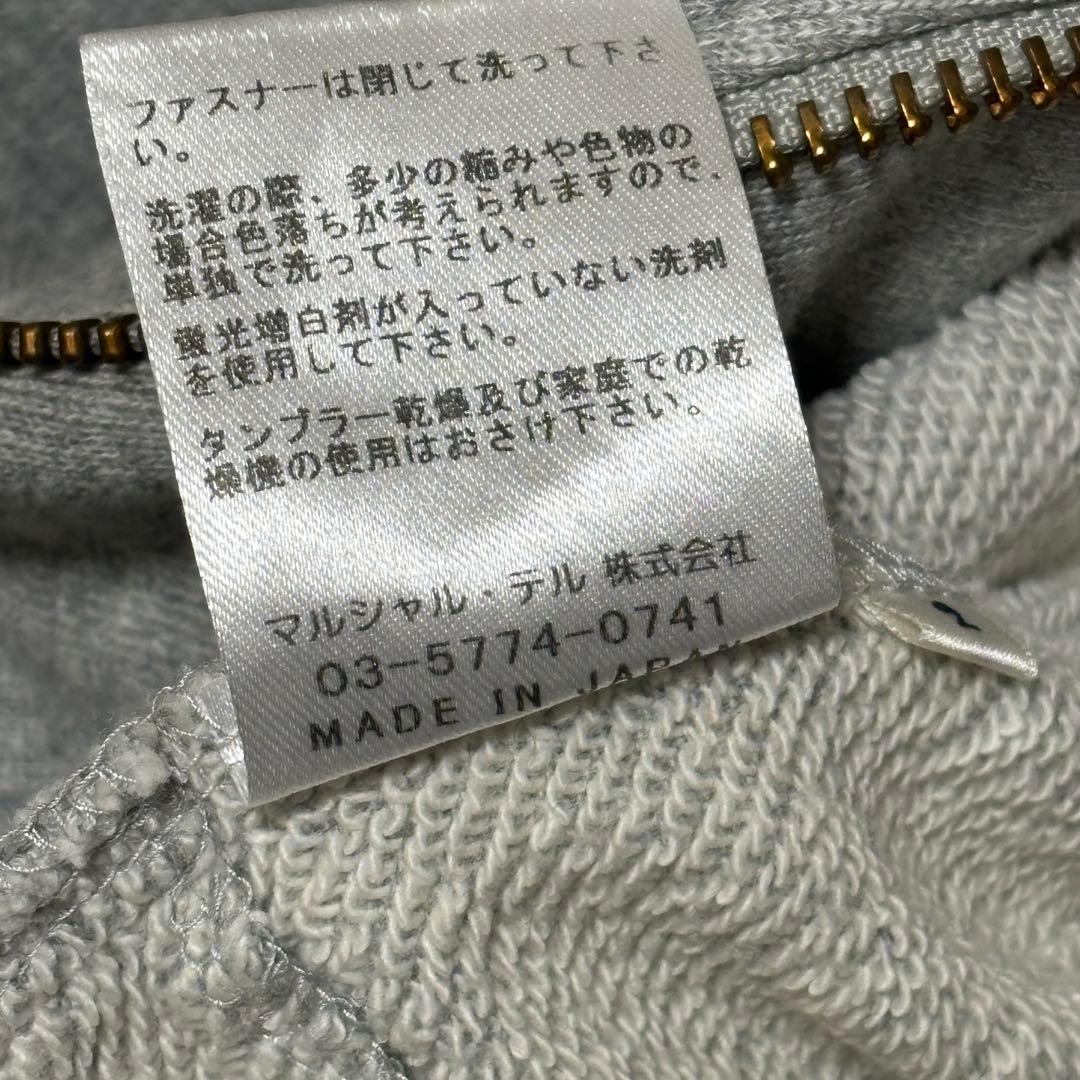 ファスナーは閉じて洗って下さ
い。
洗濯の際、多少の縮みや色物の
場合色落ちが考えられますので、
単独で洗って下さい。
蛍光増白剤が入っていない洗剤
を使用して下さい。
タンブラー乾燥及び家庭での乾
燥機の使用はおさけ下さい。
マルシャル・テル 株式会社
03-5774-0741
MADE IN JAPAN